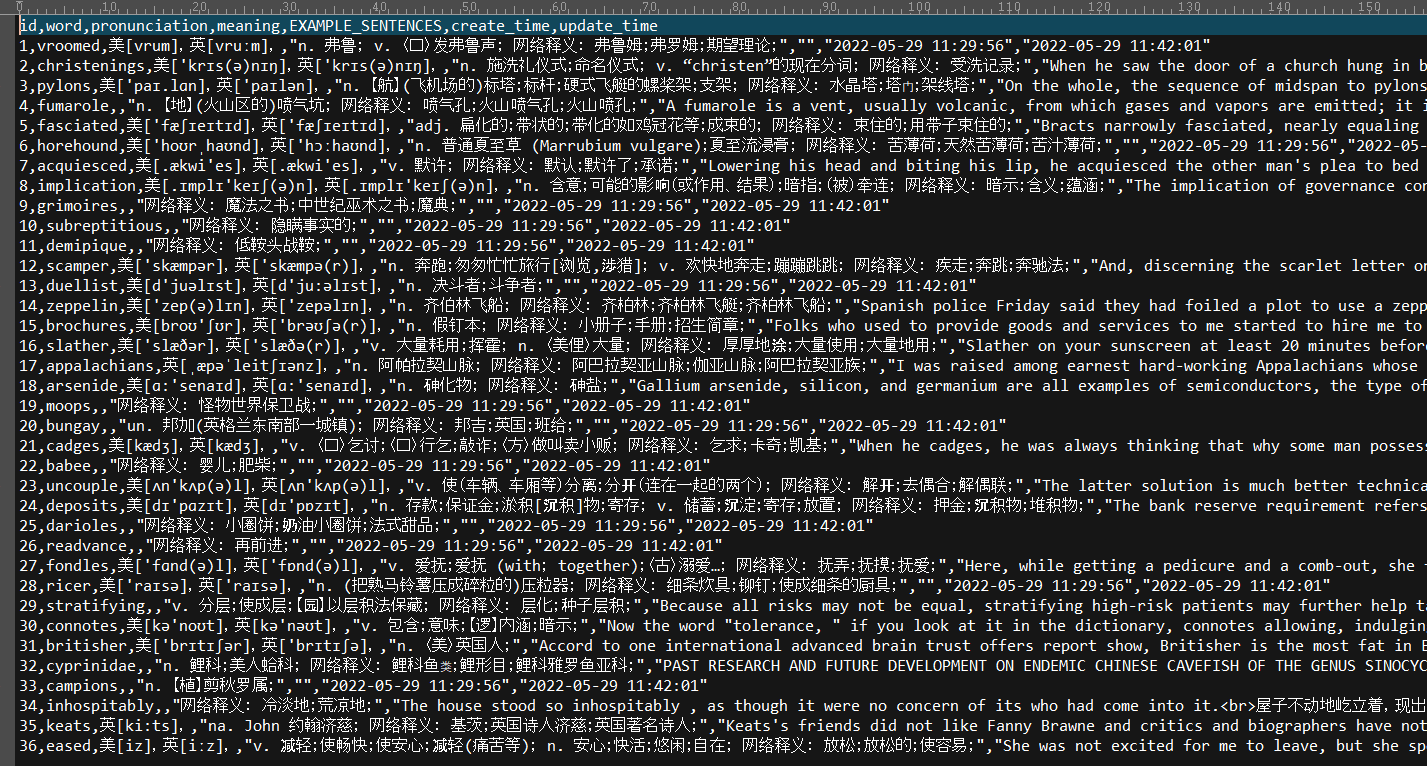 0 10 20 30 40 50 60 70 80 90 100 110 120 130 140 150
id,word,pronunciation,meaning,EXAMPLE_SENTENCES,create_time,update_time
1,vroomed,美[vrum], 英[vruːm], ,"n. 弗鲁; v. 〈口〉发弗鲁声; 网络释义: 弗鲁姆;弗罗姆;期望理论;","","2022-05-29 11:29:56","2022-05-29 11:42:01"
2,christenings,美['krɪs(ə)nɪŋ], 英['krɪs(ə)nɪŋ], ,"n. 施洗礼仪式;命名仪式; v. “christen”的现在分词; 网络释义: 受洗记录;","When he saw the door of a church hung in b
3,pylons,美['paɪ.lɑn], 英['paɪlən], ,"n. 【航】(飞机场的)标塔;标杆;硬式飞艇的螺桨架;支架; 网络释义: 水晶塔;塔门;架线塔;","On the whole, the sequence of midspan to pylons
4,fumarole,,"n. 【地】(火山区的)喷气坑; 网络释义: 喷气孔;火山喷气孔;火山喷孔;","A fumarole is a vent, usually volcanic, from which gases and vapors are emitted; it i
5,fasciated,美['fæʃɪeɪtɪd], 英['fæʃɪeɪtɪd], ,"adj. 扁化的;带状的;带化的如鸡冠花等;成束的; 网络释义: 束住的;用带子束住的;","Bracts narrowly fasciated, nearly equaling
6,horehound,美['hoʊrˌhaʊnd], 英['hɔːhaʊnd], ,"n. 普通夏至草 (Marrubium vulgare);夏至流浸膏; 网络释义: 苦薄荷;天然苦薄荷;苦汁薄荷;","","2022-05-29 11:29:56","2022-05-
7,acquiesced,美[.ækwi'es], 英[.ækwi'es], ,"v. 默许; 网络释义: 默认;默许了;承诺;","Lowering his head and biting his lip, he acquiesced the other man's plea to bed
8,implication,美[.ɪmplɪ'keɪʃ(ə)n], 英[.ɪmplɪ'keɪʃ(ə)n], ,"n. 含意;可能的影响(或作用、结果);暗指;(被)牵连; 网络释义: 暗示;含义;蕴涵;","The implication of governance con
9,grimoires,,"网络释义: 魔法之书;中世纪巫术之书;魔典;","","2022-05-29 11:29:56","2022-05-29 11:42:01"
10,subreptitious,,"网络释义: 隐瞒事实的;","","2022-05-29 11:29:56","2022-05-29 11:42:01"
11,demipique,,"网络释义: 低鞍头战鞍;","","2022-05-29 11:29:56","2022-05-29 11:42:01"
12,scamper,美['skæmpər], 英['skæmpə(r)], ,"n. 奔跑;匆匆忙忙旅行[浏览,涉猎]; v. 欢快地奔走;蹦蹦跳跳; 网络释义: 疾走;奔跳;奔驰法;","And, discerning the scarlet letter on
13,duellist,美[d'juəlɪst], 英[d'juːəlɪst], ,"n. 决斗者;斗争者;","","2022-05-29 11:29:56","2022-05-29 11:42:01"
14,zeppelin,美['zep(ə)lɪn], 英['zepəlɪn], ,"n. 齐伯林飞船; 网络释义: 齐柏林;齐柏林飞艇;齐柏林飞船;","Spanish police Friday said they had foiled a plot to use a zepp
15,brochures,美[broʊ'ʃʊr], 英['brəʊʃə(r)], ,"n. 假钉本; 网络释义: 小册子;手册;招生简章;","Folks who used to provide goods and services to me started to hire me to
16,slather,美['slæðər], 英['slæðə(r)], ,"v. 大量耗用;挥霍; n. 〈美俚〉大量; 网络释义: 厚厚地涂;大量使用;大量地用;","Slather on your sunscreen at least 20 minutes before
17,appalachians,英[ˌæpəˈleitʃɪənz], ,"n. 阿帕拉契山脉; 网络释义: 阿巴拉契亚山脉;伽亚山脉;阿巴拉契亚族;","I was raised among earnest hard-working Appalachians whose
18,arsenide,美[ɑː'senaɪd], 英[ɑː'senaɪd], ,"n. 砷化物; 网络释义: 砷盐;","Gallium arsenide, silicon, and germanium are all examples of semiconductors, the type of
19,moops,,"网络释义: 怪物世界保卫战;","","2022-05-29 11:29:56","2022-05-29 11:42:01"
20,bungay,,"un. 邦加(英格兰东南部一城镇); 网络释义: 邦吉;英国;班给;","","2022-05-29 11:29:56","2022-05-29 11:42:01"
21,cadges,美[kædʒ], 英[kædʒ], ,"v. 〈口〉乞讨;〈口〉行乞;敲诈;〈方〉做叫卖小贩; 网络释义: 乞求;卡奇;凯基;","When he cadges, he was always thinking that why some man possess
22,babee,,"网络释义: 婴儿;肥柴;","","2022-05-29 11:29:56","2022-05-29 11:42:01"
23,uncouple,美[ʌn'kʌp(ə)l], 英[ʌn'kʌp(ə)l], ,"v. 使(车辆、车厢等)分离;分开(连在一起的两个); 网络释义: 解开;去偶合;解偶联;","The latter solution is much better technica
24,deposits,美[dɪ'pɑzɪt], 英[dɪ'pɒzɪt], ,"n. 存款;保证金;淤积[沉积]物;寄存; v. 储蓄;沉淀;寄存;放置; 网络释义: 押金;沉积物;堆积物;","The bank reserve requirement refers
25,darioles,,"网络释义: 小圈饼;奶油小圈饼;法式甜品;","","2022-05-29 11:29:56","2022-05-29 11:42:01"
26,readvance,,"网络释义: 再前进;","","2022-05-29 11:29:56","2022-05-29 11:42:01"
27,fondles,美['fɑnd(ə)l], 英['fɒnd(ə)l], ,"v. 爱抚;爱抚 (with; together);〈古〉溺爱…; 网络释义: 抚弄;抚摸;抚爱;","Here, while getting a pedicure and a comb-out, she
28,ricer,美['raɪsə], 英['raɪsə], ,"n. (把熟马铃薯压成碎粒的)压粒器; 网络释义: 细条炊具;铆钉;使成细条的厨具;","","2022-05-29 11:29:56","2022-05-29 11:42:01"
29,stratifying,,"v. 分层;使成层;【园】以层积法保藏; 网络释义: 层化;种子层积;","Because all risks may not be equal, stratifying high-risk patients may further help ta
30,connotes,美[kə'noʊt], 英[kə'nəʊt], ,"v. 包含;意味;【逻】内涵;暗示;","Now the word "tolerance, " if you look at it in the dictionary, connotes allowing, indulgin
31,britisher,美['brɪtɪʃər], 英['brɪtɪʃə], ,"n. 〈美〉英国人;","Accord to one international advanced brain trust offers report show, Britisher is the most fat in E
32,cyprinidae,,"n. 鲤科;美人蛤科; 网络释义: 鲤科鱼类;鲤形目;鲤科雅罗鱼亚科;","PAST RESEARCH AND FUTURE DEVELOPMENT ON ENDEMIC CHINESE CAVEFISH OF THE GENUS SINOCYC
33,campions,,"n. 【植】剪秋罗属;","","2022-05-29 11:29:56","2022-05-29 11:42:01"
34,inhospitably,,"网络释义: 冷淡地;荒凉地;","The house stood so inhospitably , as though it were no concern of its who had come into it.<br>屋子不动地屹立着,现出
35,keats,英[kiːts], ,"na. John 约翰济慈; 网络释义: 基茨;英国诗人济慈;英国著名诗人;","Keats's friends did not like Fanny Brawne and critics and biographers have not
36,eased,美[iz], 英[iːz], ,"v. 减轻;使畅快;使安心;减轻(痛苦等); n. 安心;快活;悠闲;自在; 网络释义: 放松;放松的;使容易;","She was not excited for me to leave, but she sp